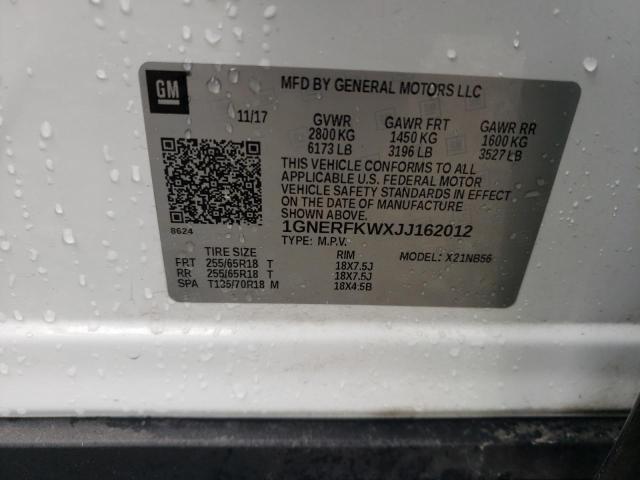 GM
MFD BY GENERAL MOTORS LLC
11/17 GVWR GAWR FRT GAWR RR
2800 KG 1450 KG 1600 KG
6173 LB 3196 LB 3527 LB
THIS VEHICLE CONFORMS TO ALL
APPLICABLE U.S. FEDERAL MOTOR
VEHICLE SAFETY STANDARDS IN EFFECT
ON THE DATE OF MANUFACTURE
SHOWN ABOVE.
8624
1GNERFKWXJJ162012
TYPE: M.P.V. MODEL: X21NB56
TIRE SIZE RIM
FRT 255/65R18 T 18X7.5J
RR 255/65R18 T 18X7.5J
SPA T135/70R18 M 18X4.5B